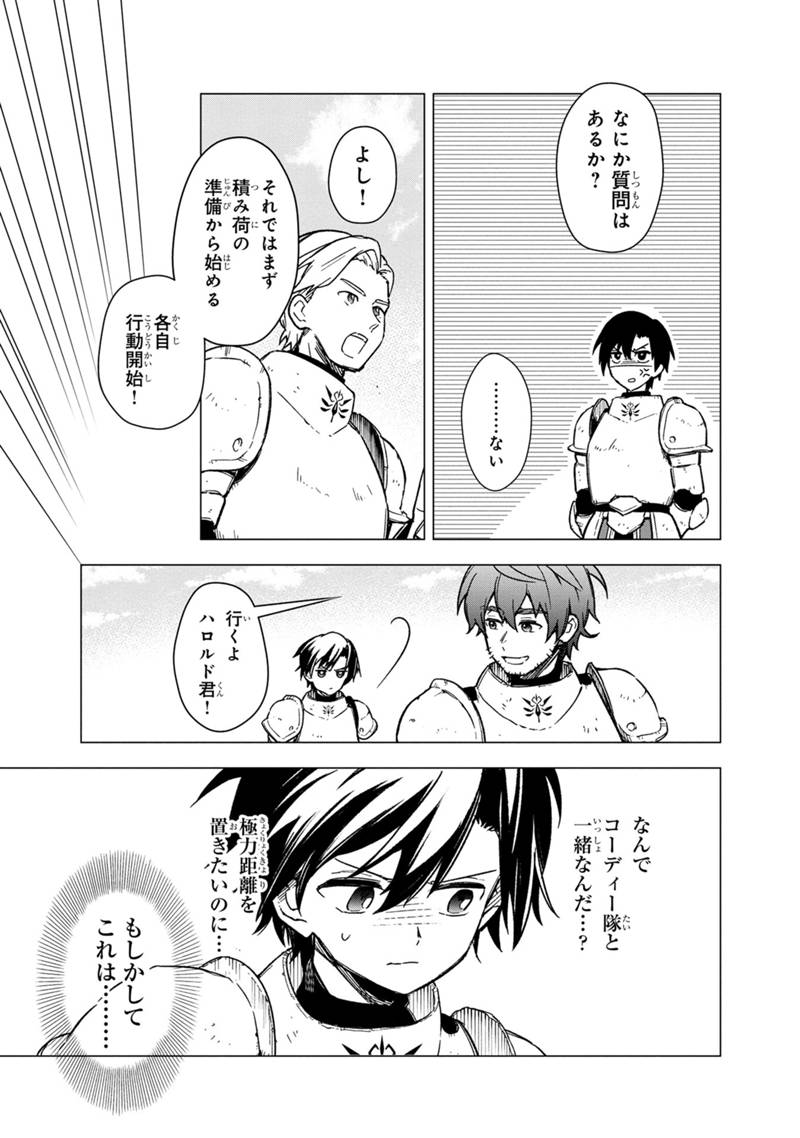 なにか質問は
あるか？
………ない
よし！
それではまず
積み荷の
準備から始める
各自
行動開始！
行くよ
ハロルド君！
なんで
コーディー隊と
一緒なんだ…？
極力距離を
置きたいのに…
もしかして
これは………